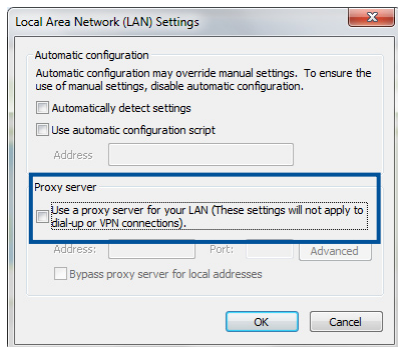 Local Area Network (LAN) Settings
Automatic configuration
Automatic configuration may override manual settings. To ensure the
use of manual settings, disable automatic configuration.
Automatically detect settings
Use automatic configuration script
Address
Proxy server
Use a proxy server for your LAN (These settings will not apply to
dial-up or VPN connections).
Address: Port: Advanced
Bypass proxy server for local addresses
OK Cancel